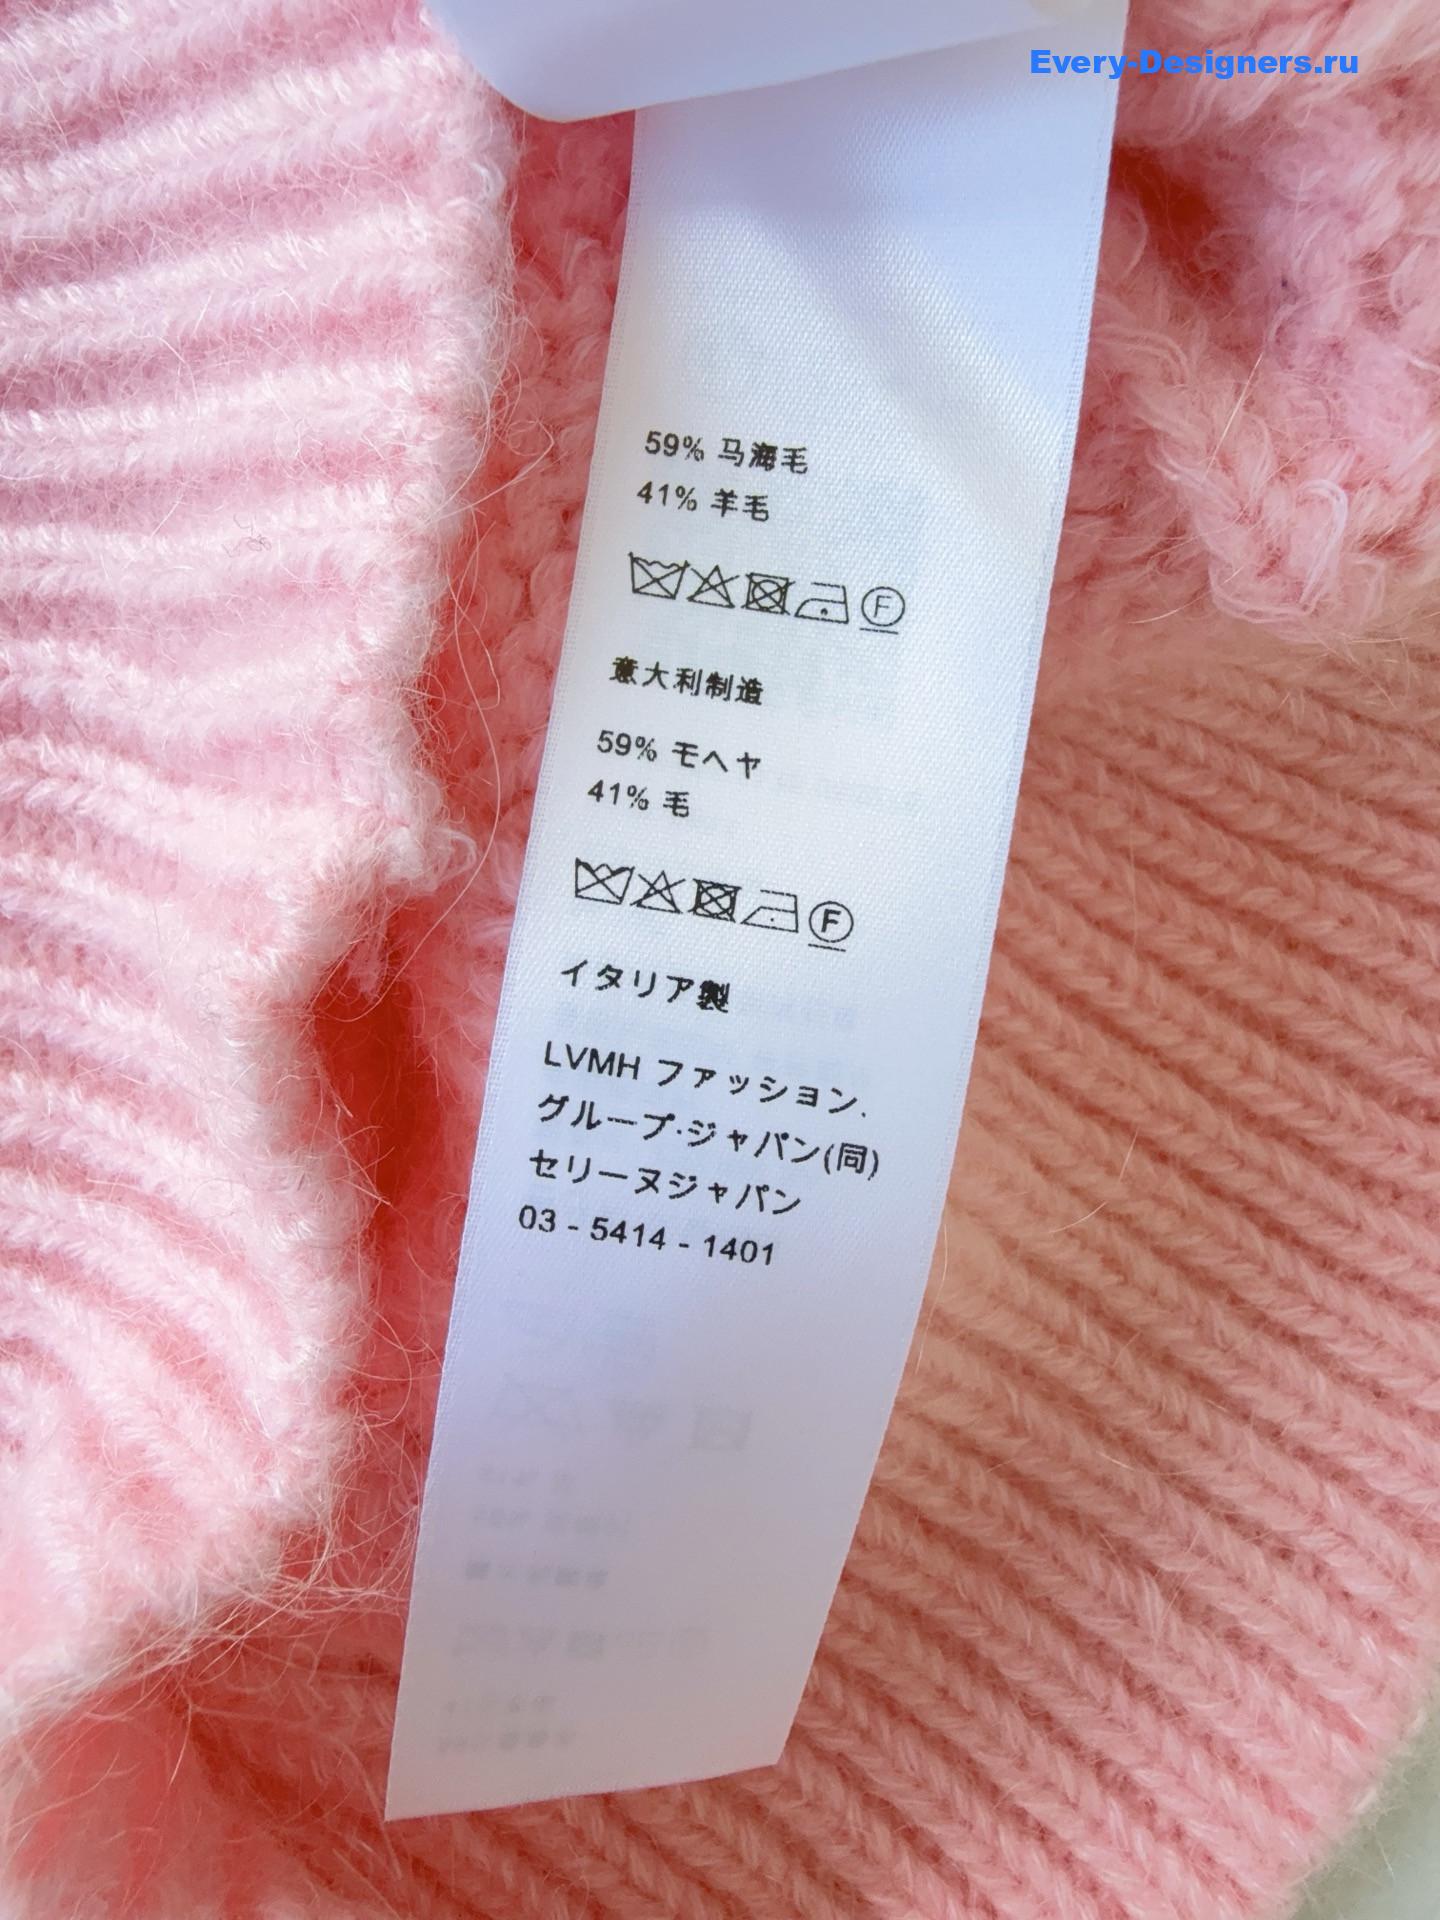 Every-Designers.ru
59% 马海毛
41% 羊毛
F
意大利制造
59% モヘヤ
41% 毛
F
イタリア製
LVMH ファッション.
グループ·ジャパン(同)
セリーヌジャパン
03 - 5414 - 1401